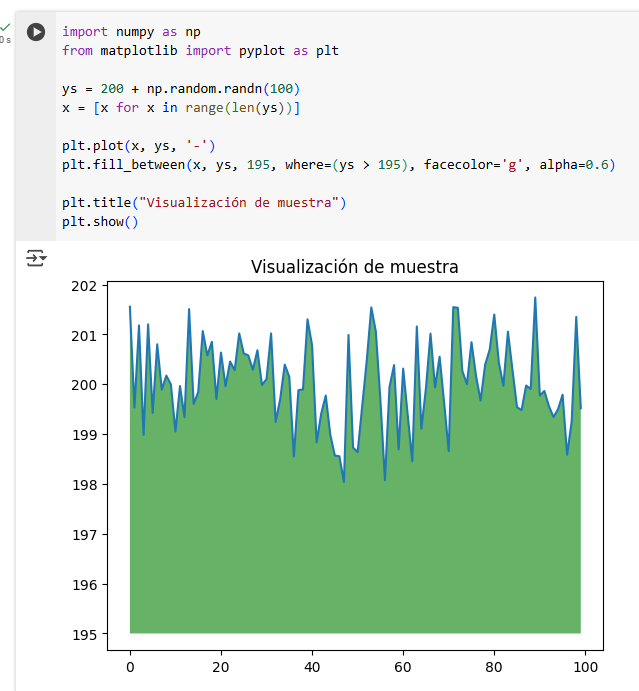 0 s
import numpy as np
from matplotlib import pyplot as plt
ys = 200 + np.random.randn(100)
x = [x for x in range(len(ys))]
plt.plot(x, ys, '-')
plt.fill_between(x, ys, 195, where=(ys > 195), facecolor='g', alpha=0.6)
plt.title("Visualización de muestra")
plt.show()
Visualización de muestra
202
201
200
199
198
197
196
195
0 20 40 60 80 100